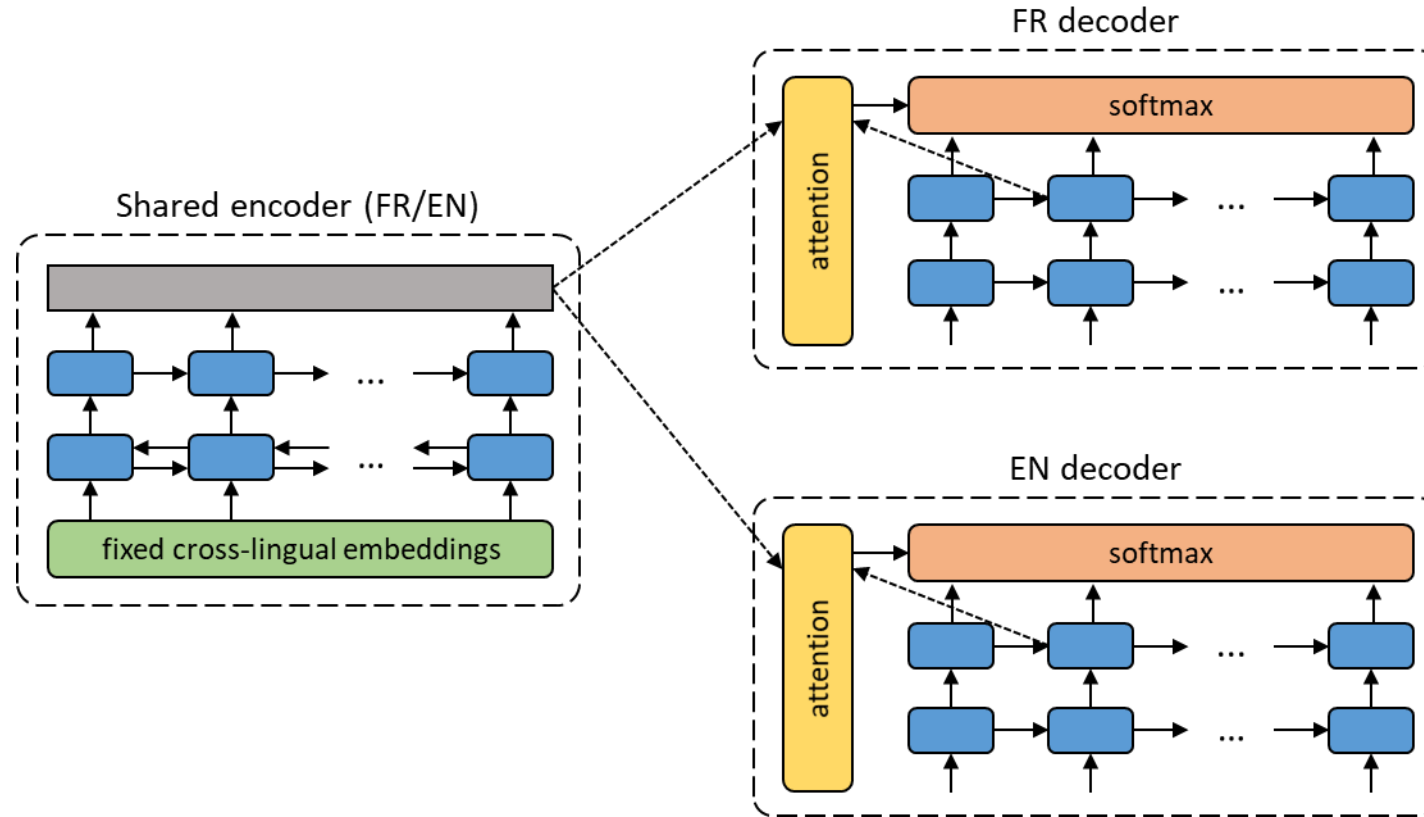 Shared encoder (FR/EN)
...
...
fixed cross-lingual embeddings
FR decoder
attention
softmax
...
...
EN decoder
attention
softmax
...
...